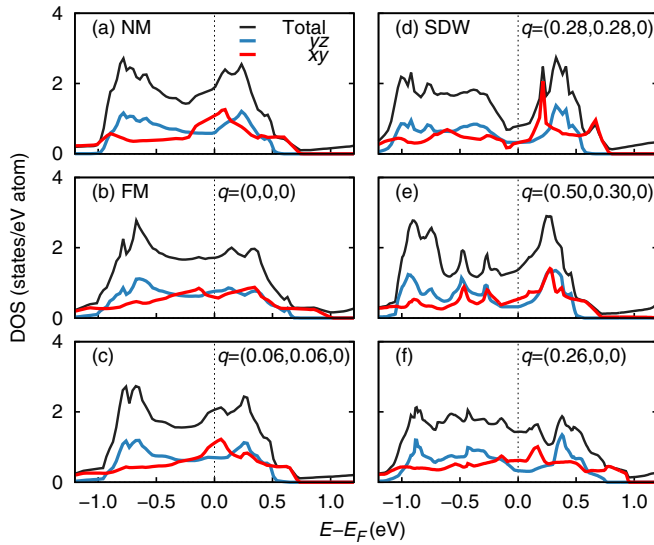 (a) NM
Total
yz
xy
(d) SDW q=(0.28,0.28,0)
4
2
0
(b) FM q=(0,0,0)
(e) q=(0.50,0.30,0)
4
2
0
DOS (states/eV atom)
(c) q=(0.06,0.06,0)
(f) q=(0.26,0,0)
4
2
0
−1.0 −0.5 0.0 0.5 1.0
−1.0 −0.5 0.0 0.5 1.0
E−EF (eV)